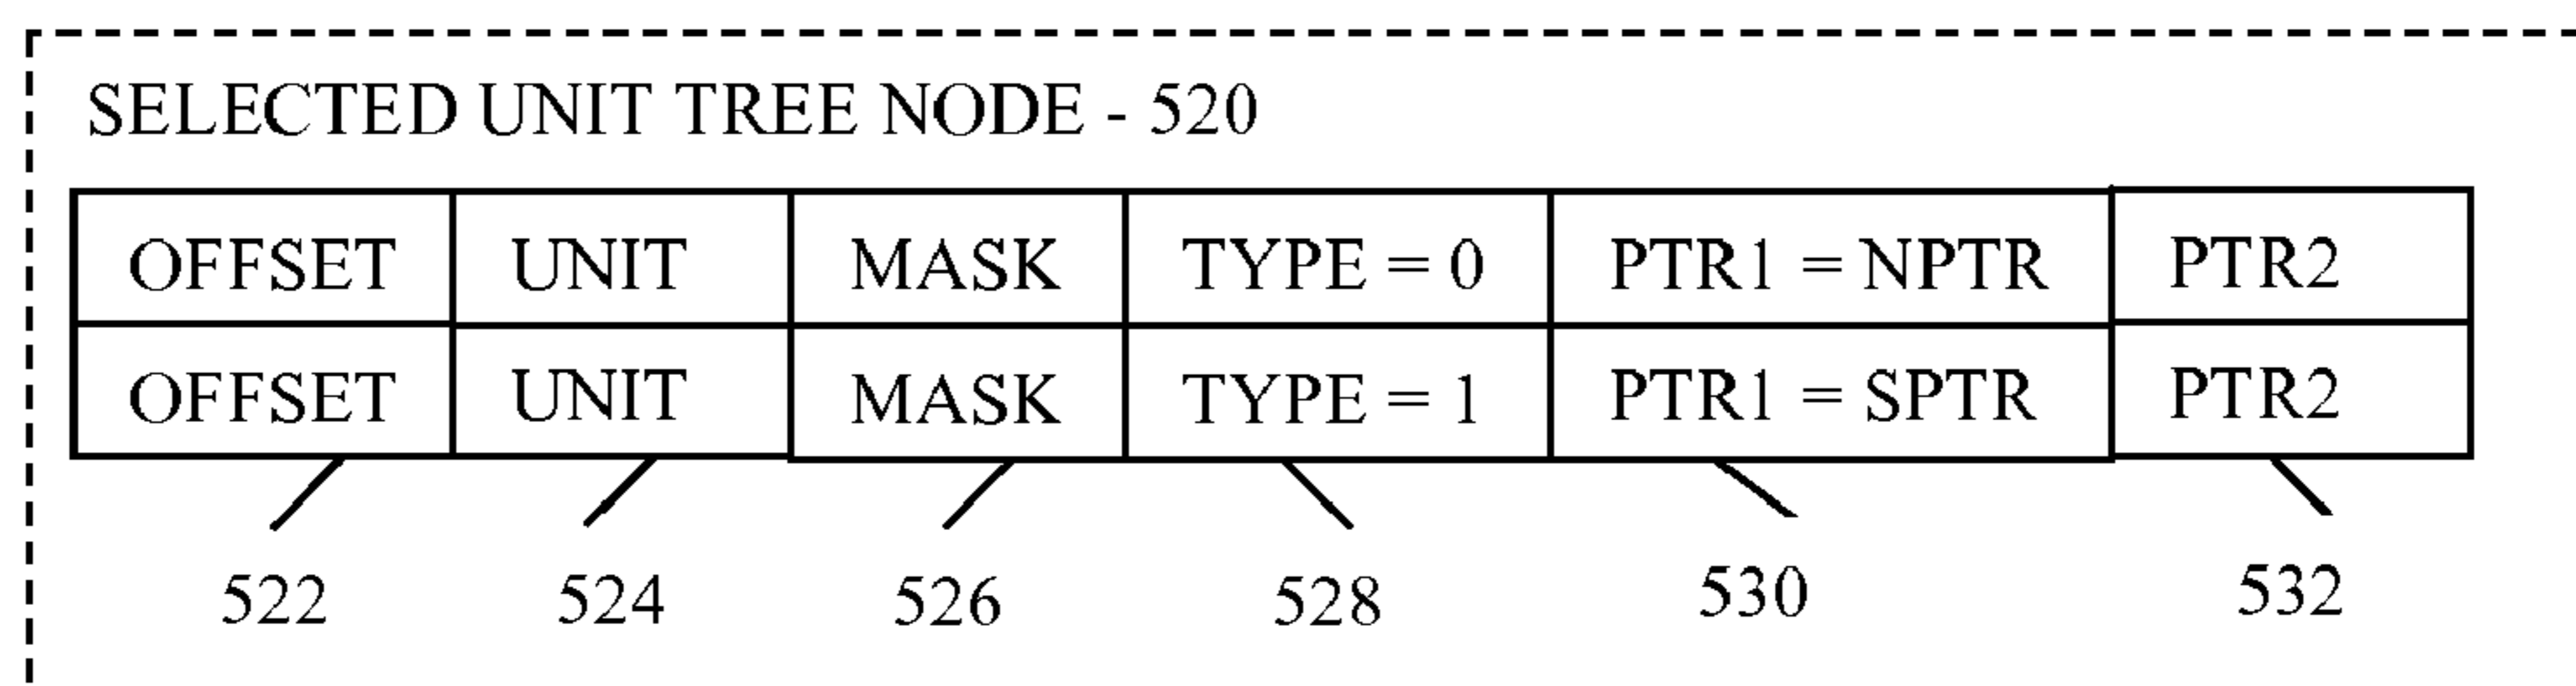 SELECTED UNIT TREE NODE - 520
OFFSET UNIT MASK TYPE = 0 PTR1 = NPTR PTR2
OFFSET UNIT MASK TYPE = 1 PTR1 = SPTR PTR2
522 524 526 528 530 532